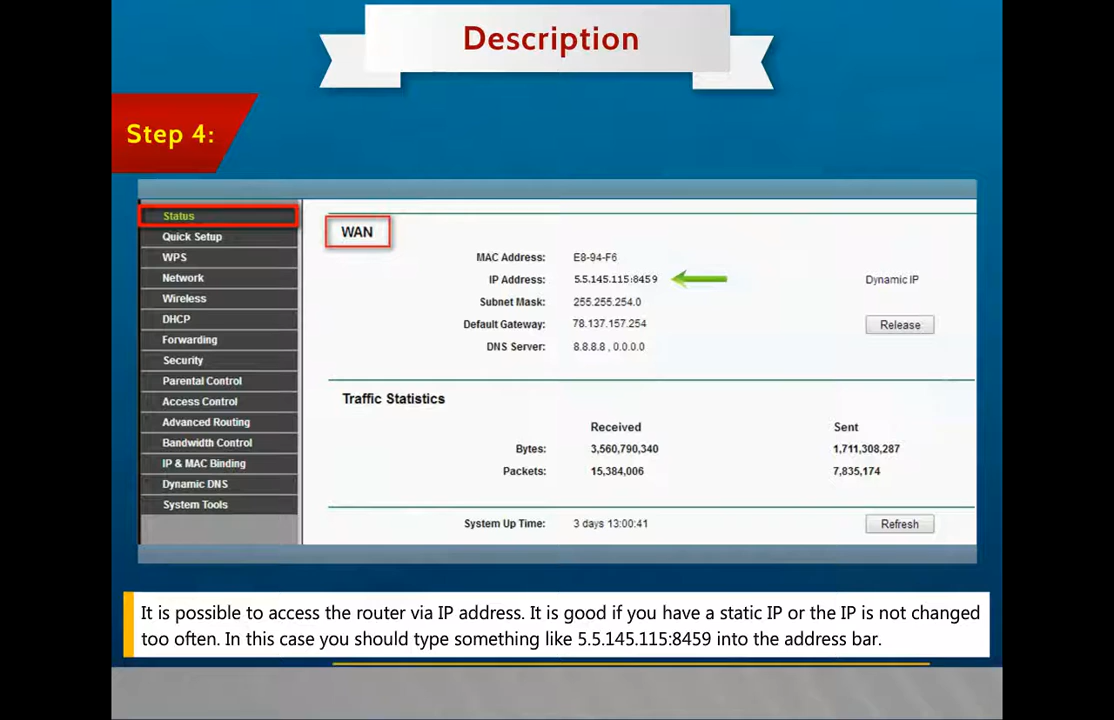 Description
Step 4:
Status
Quick Setup
WPS
Network
Wireless
DHCP
Forwarding
Security
Parental Control
Access Control
Advanced Routing
Bandwidth Control
IP & MAC Binding
Dynamic DNS
System Tools
WAN
MAC Address: E8-94-F6
IP Address: 5.5.145.115:8459 Dynamic IP
Subnet Mask: 255.255.254.0
Default Gateway: 78.137.157.254 Release
DNS Server: 8.8.8.8 , 0.0.0.0
Traffic Statistics
Received Sent
Bytes: 3,560,790,340 1,711,308,287
Packets: 15,384,006 7,835,174
System Up Time: 3 days 13:00:41 Refresh
It is possible to access the router via IP address. It is good if you have a static IP or the IP is not changed
too often. In this case you should type something like 5.5.145.115:8459 into the address bar.